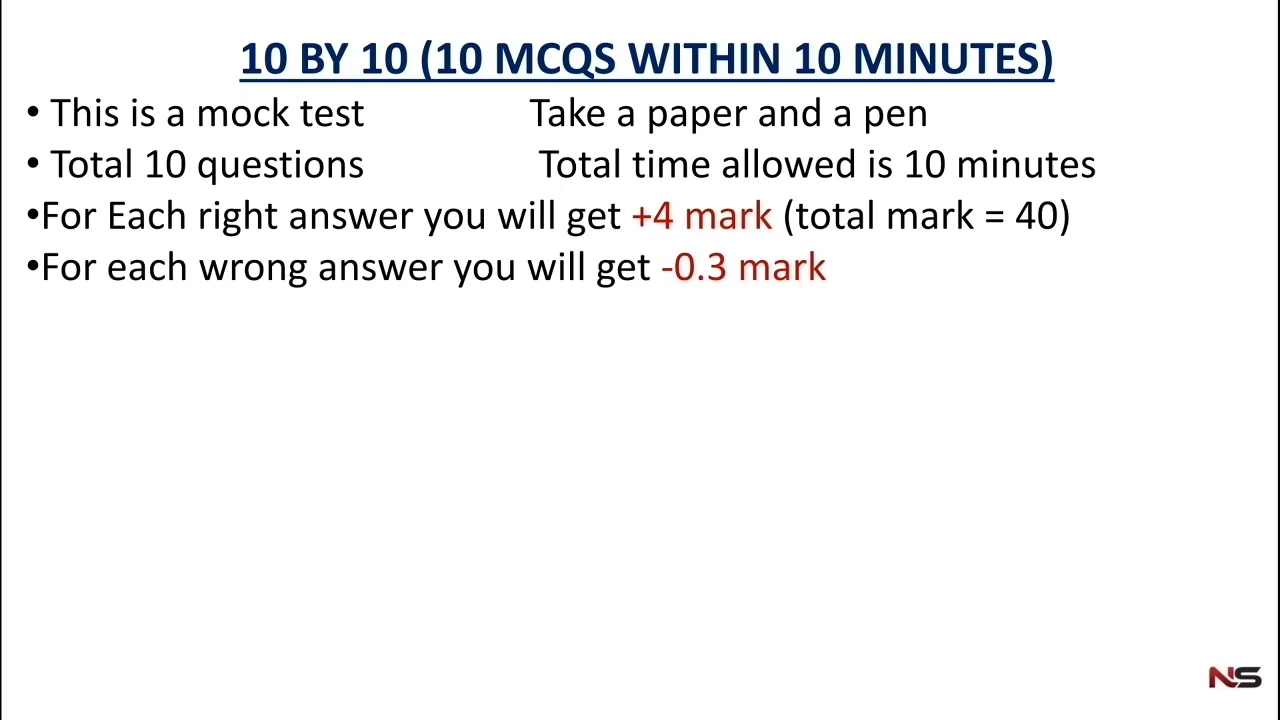 10 BY 10 (10 MCQS WITHIN 10 MINUTES)
• This is a mock test Take a paper and a pen
• Total 10 questions Total time allowed is 10 minutes
•For Each right answer you will get +4 mark (total mark = 40)
•For each wrong answer you will get -0.3 mark
NS